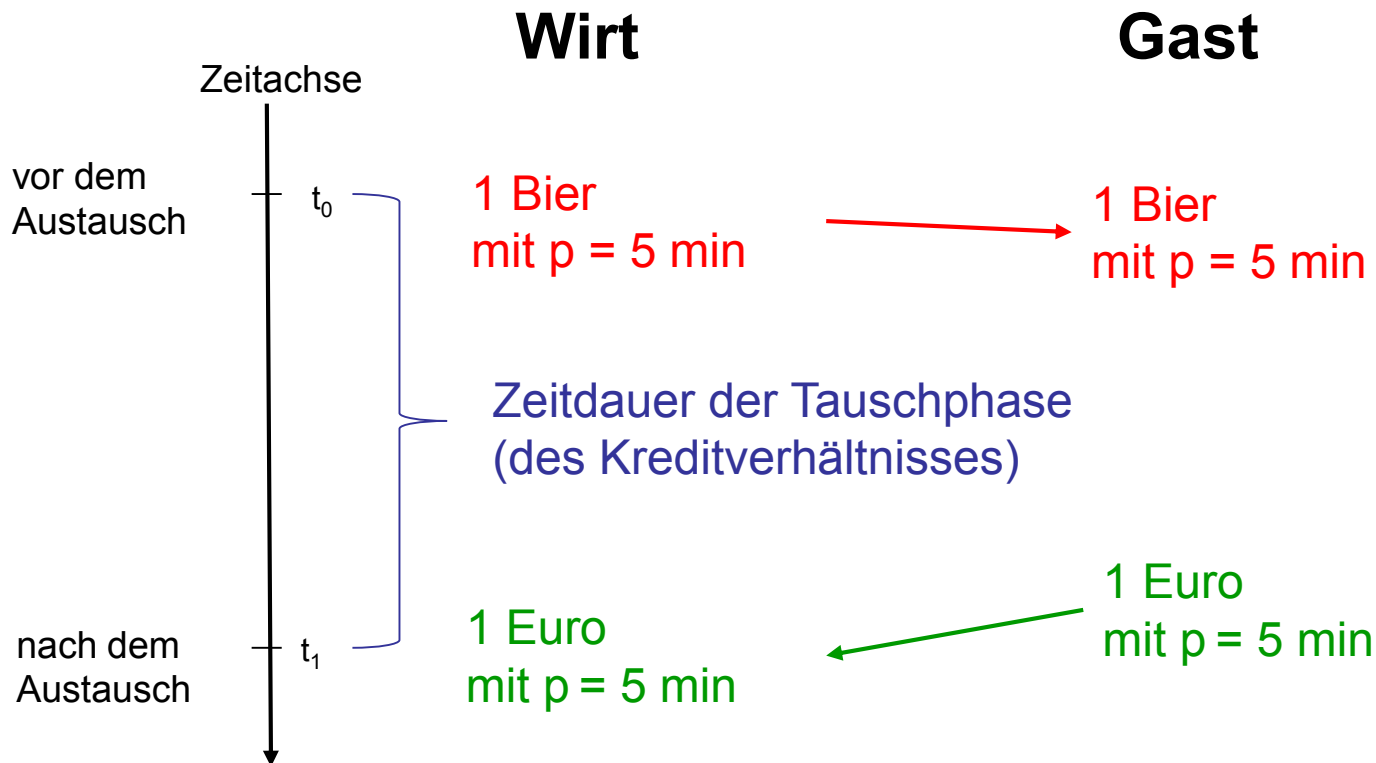 Wirt
Gast
Zeitachse
vor dem
Austausch
t₀
1 Bier
mit p = 5 min
1 Bier
mit p = 5 min
Zeitdauer der Tauschphase
(des Kreditverhältnisses)
1 Euro
mit p = 5 min
nach dem
Austausch
t₁
1 Euro
mit p = 5 min